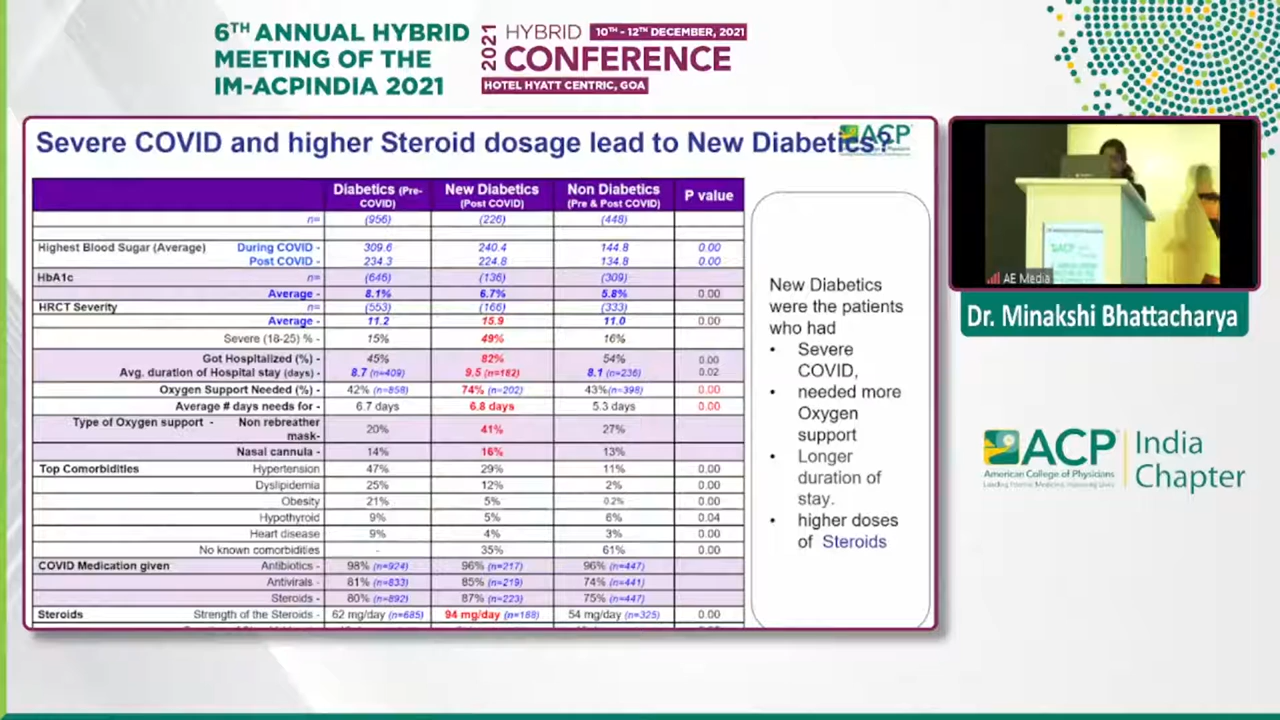 6TH ANNUAL HYBRID
MEETING OF THE
IM-ACPINDIA 2021
2021
HYBRID 10TH - 12TH DECEMBER, 2021
CONFERENCE
HOTEL HYATT CENTRIC, GOA
Severe COVID and higher Steroid dosage lead to New Diabetics?
ACP
Diabetics (Pre-COVID) New Diabetics (Post COVID) Non Diabetics (Pre & Post COVID) P value
n= (956) (226) (448)
Highest Blood Sugar (Average) During COVID - 309.6 240.4 144.8 0.00
Post COVID - 234.3 224.8 134.8 0.00
HbA1c n= (646) (136) (309)
Average - 8.1% 6.7% 5.8% 0.00
HRCT Severity n= (553) (166) (333)
Average - 11.2 15.9 11.0 0.00
Severe (18-25) % - 15% 49% 16%
Got Hospitalized (%) - 45% 82% 54% 0.00
Avg. duration of Hospital stay (days) - 8.7 (n=409) 9.5 (n=182) 8.1 (n=236) 0.02
Oxygen Support Needed (%) - 42% (n=858) 74% (n=202) 43%(n=398) 0.00
Average # days needs for - 6.7 days 6.8 days 5.3 days 0.00
Type of Oxygen support - Non rebreather mask- 20% 41% 27%
Nasal cannula - 14% 16% 13%
Top Comorbidities Hypertension 47% 29% 11% 0.00
Dyslipidemia 25% 12% 2% 0.00
Obesity 21% 5% 0.2% 0.00
Hypothyroid 9% 5% 6% 0.04
Heart disease 9% 4% 3% 0.00
No known comorbidities - 35% 61% 0.00
COVID Medication given Antibiotics - 98% (n=924) 96% (n=217) 96% (n=447)
Antivirals - 81% (n=833) 85% (n=219) 74% (n=441)
Steroids - 80% (n=892) 87% (n=223) 75% (n=447)
Steroids Strength of the Steroids - 62 mg/day (n=685) 94 mg/day (n=168) 54 mg/day (n=325) 0.00
New Diabetics
were the patients
who had
• Severe
COVID,
• needed more
Oxygen
support
• Longer
duration of
stay.
• higher doses
of Steroids
ACP
AE Media
Dr. Minakshi Bhattacharya
ACP
American College of Physicians
Leading Internal Medicine, Improving Lives
India
Chapter